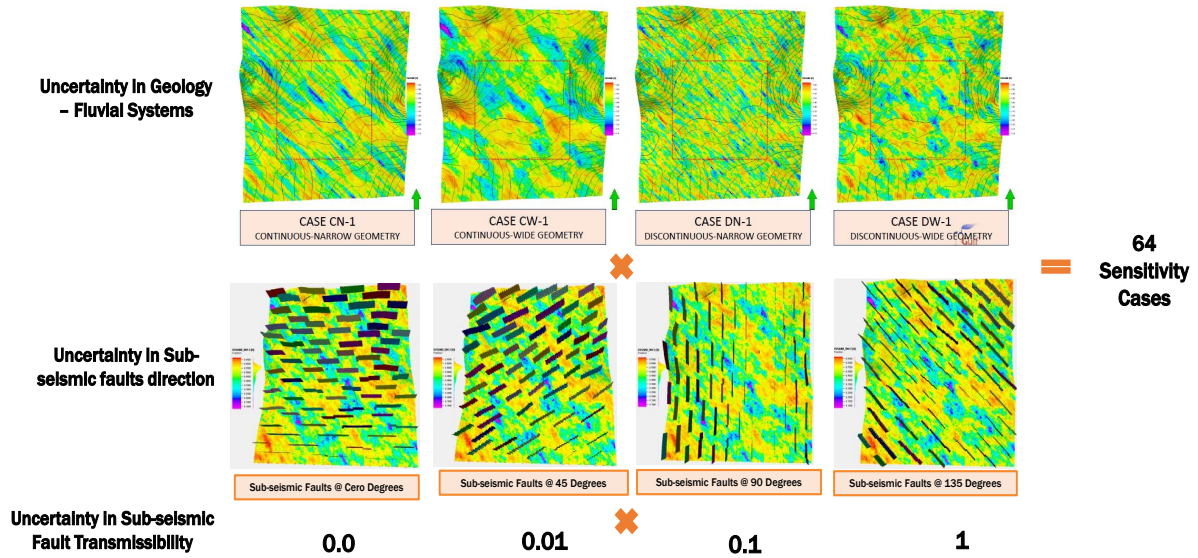 Uncertainty in Geology
– Fluvial Systems
CASE CN-1
CONTINUOUS-NARROW GEOMETRY
CASE CW-1
CONTINUOUS-WIDE GEOMETRY
CASE DN-1
DISCONTINUOUS-NARROW GEOMETRY
CASE DW-1
DISCONTINUOUS-WIDE GEOMETRY
64
Sensitivity
Cases
Uncertainty in Sub-
seismic faults direction
Sub-seismic Faults @ Cero Degrees
Sub-seismic Faults @ 45 Degrees
Sub-seismic Faults @ 90 Degrees
Sub-seismic Faults @ 135 Degrees
Uncertainty in Sub-seismic
Fault Transmissibility
0.0
0.01
0.1
1